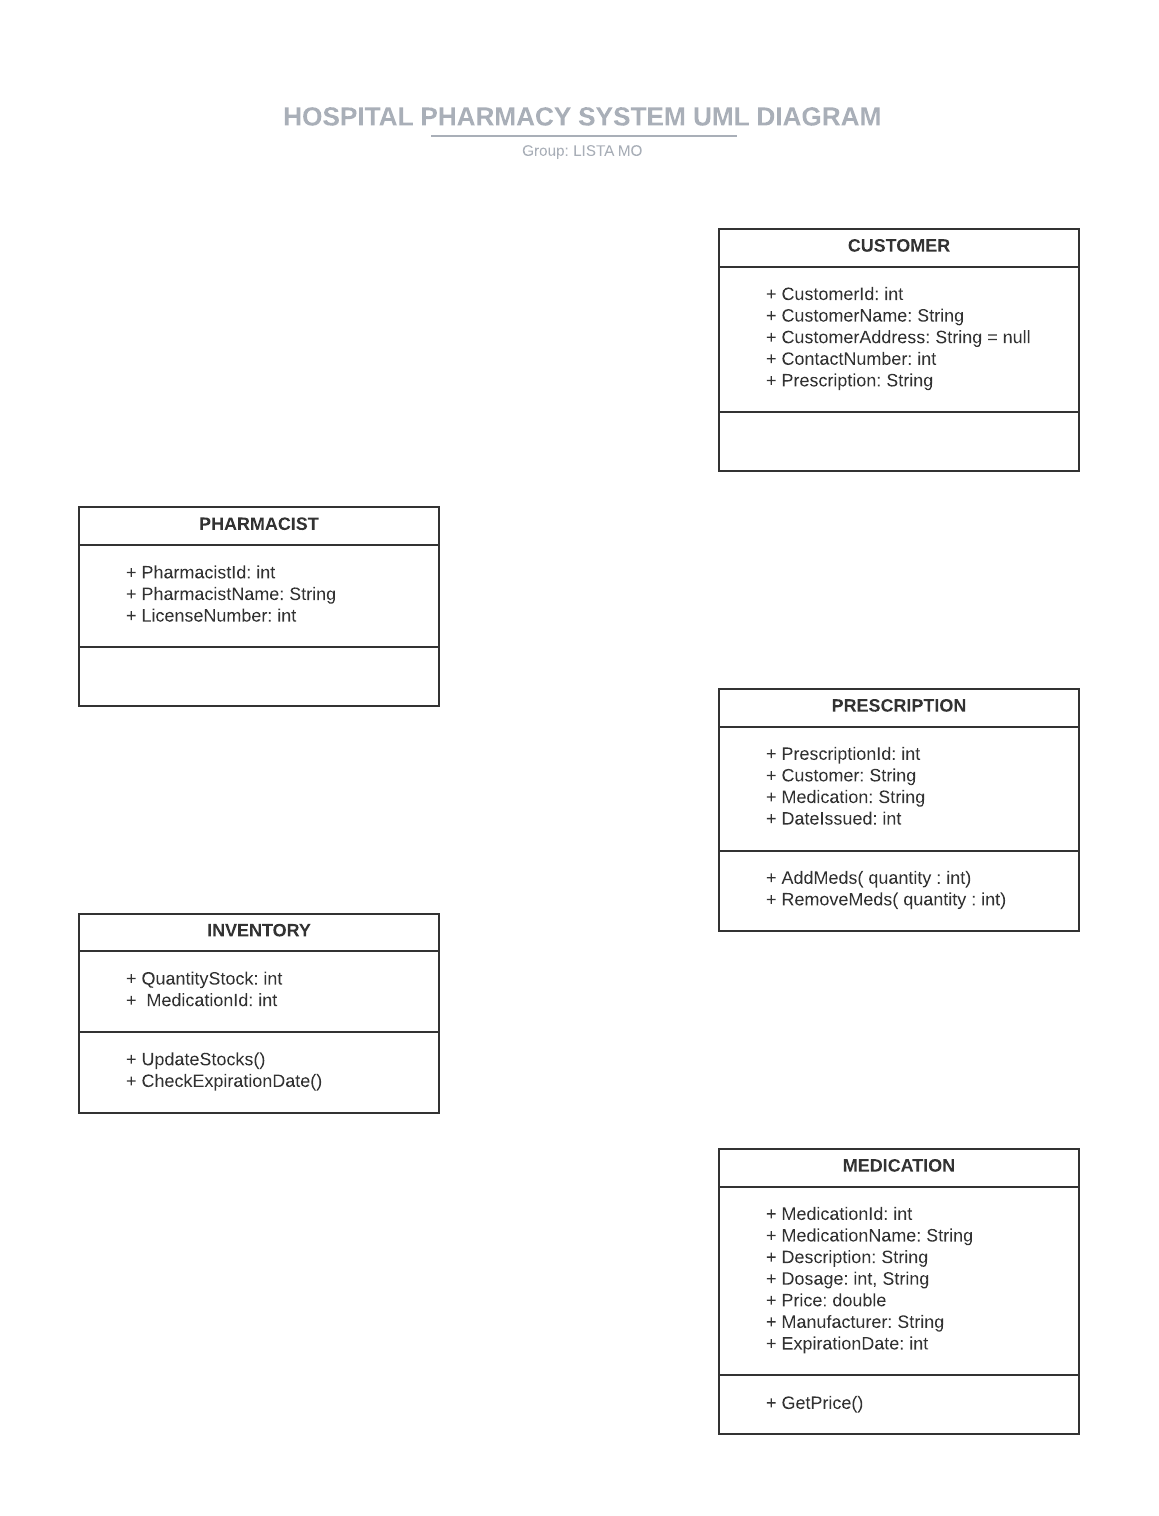 HOSPITAL PHARMACY SYSTEM UML DIAGRAM
Group: LISTA MO
CUSTOMER
+ CustomerId: int
+ CustomerName: String
+ CustomerAddress: String = null
+ ContactNumber: int
+ Prescription: String
PHARMACIST
+ PharmacistId: int
+ PharmacistName: String
+ LicenseNumber: int
PRESCRIPTION
+ PrescriptionId: int
+ Customer: String
+ Medication: String
+ DateIssued: int
+ AddMeds( quantity : int)
+ RemoveMeds( quantity : int)
INVENTORY
+ QuantityStock: int
+  MedicationId: int
+ UpdateStocks()
+ CheckExpirationDate()
MEDICATION
+ MedicationId: int
+ MedicationName: String
+ Description: String
+ Dosage: int, String
+ Price: double
+ Manufacturer: String
+ ExpirationDate: int
+ GetPrice()